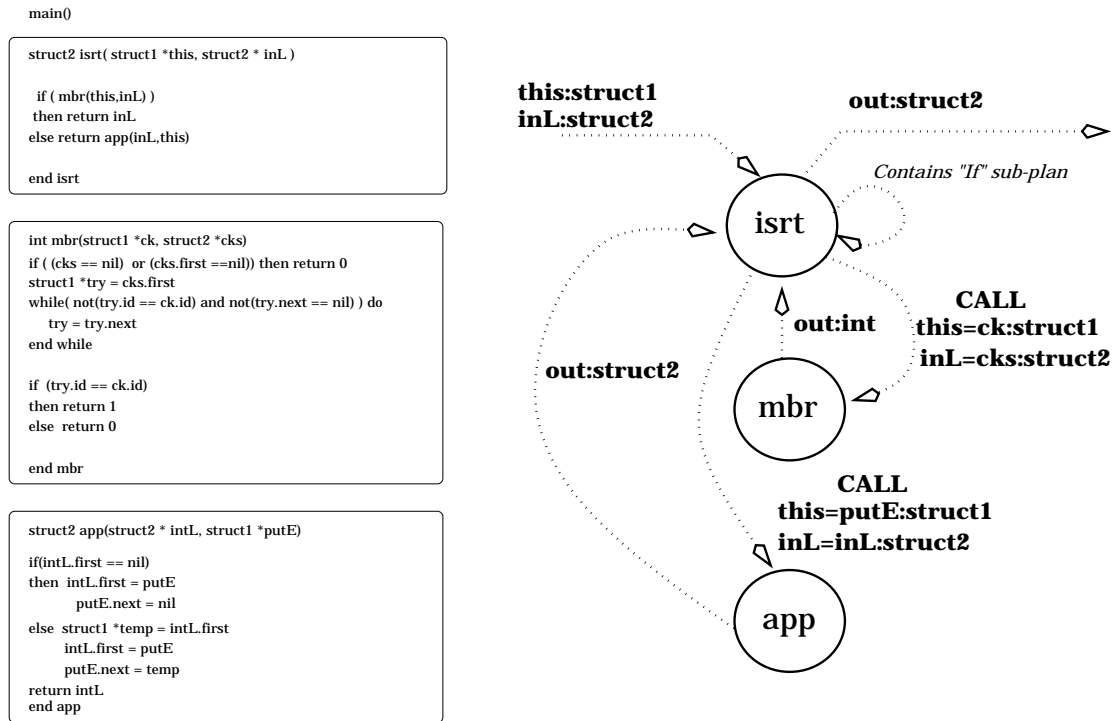 main()
struct2 isrt( struct1 *this, struct2 * inL )
if ( mbr(this,inL) )
then return inL
else return app(inL,this)
end isrt
int mbr(struct1 *ck, struct2 *cks)
if ( (cks == nil)  or (cks.first ==nil)) then return 0
struct1 *try = cks.first
while( not(try.id == ck.id) and not(try.next == nil) ) do
try = try.next
end while
if  (try.id == ck.id)
then return 1
else  return 0
end mbr
struct2 app(struct2 * intL, struct1 *putE)
if(intL.first == nil)
then  intL.first = putE
putE.next = nil
else  struct1 *temp = intL.first
intL.first = putE
putE.next = temp
return intL
end app
this:struct1
inL:struct2
out:struct2
Contains "If" sub-plan
isrt
CALL
this=ck:struct1
inL=cks:struct2
out:int
out:struct2
mbr
CALL
this=putE:struct1
inL=inL:struct2
app